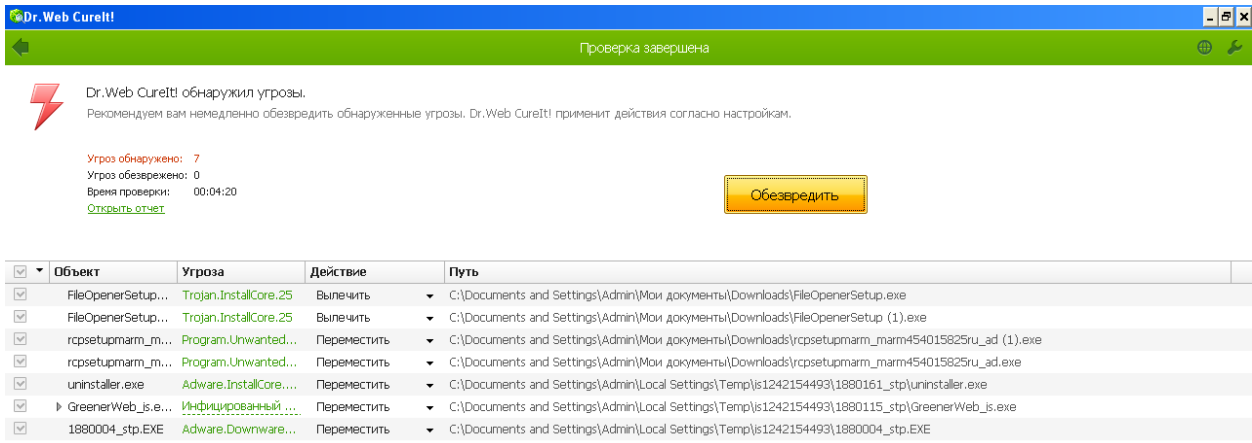 Dr.Web CureIt!
Проверка завершена
Dr.Web CureIt! обнаружил угрозы.
Рекомендуем вам немедленно обезвредить обнаруженные угрозы. Dr.Web CureIt! применит действия согласно настройкам.
Угроз обнаружено: 7
Угроз обезврежено: 0
Время проверки: 00:04:20
Открыть отчет
Обезвредить
Объект Угроза Действие Путь
FileOpenerSetup... Trojan.InstallCore.25 Вылечить C:\Documents and Settings\Admin\Мои документы\Downloads\FileOpenerSetup.exe
FileOpenerSetup... Trojan.InstallCore.25 Вылечить C:\Documents and Settings\Admin\Мои документы\Downloads\FileOpenerSetup (1).exe
rcpsetupmarm_m... Program.Unwanted... Переместить C:\Documents and Settings\Admin\Мои документы\Downloads\rcpsetupmarm_marm454015825ru_ad (1).exe
rcpsetupmarm_m... Program.Unwanted... Переместить C:\Documents and Settings\Admin\Мои документы\Downloads\rcpsetupmarm_marm454015825ru_ad.exe
uninstaller.exe Adware.InstallCore.... Переместить C:\Documents and Settings\Admin\Local Settings\Temp\is1242154493\1880161_stp\uninstaller.exe
GreenerWeb_is.e... Инфицированный ... Переместить C:\Documents and Settings\Admin\Local Settings\Temp\is1242154493\1880115_stp\GreenerWeb_is.exe
1880004_stp.EXE Adware.Downware... Переместить C:\Documents and Settings\Admin\Local Settings\Temp\is1242154493\1880004_stp.EXE